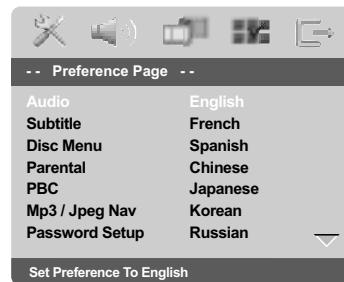 - - Preference Page - -
Audio English
Subtitle French
Disc Menu Spanish
Parental Chinese
PBC Japanese
Mp3 / Jpeg Nav Korean
Password Setup Russian
Set Preference To English